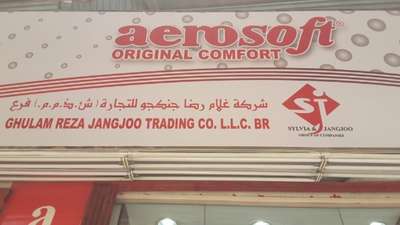 aerosoft
ORIGINAL COMFORT
شركة غلام رضا جنكجو للتجارة (ش.ذ.م.م.) فرع
GHULAM REZA JANGJOO TRADING CO. L.L.C. BR
SJ
SYLVIA & JANGJOO
GROUP OF COMPANIES
a